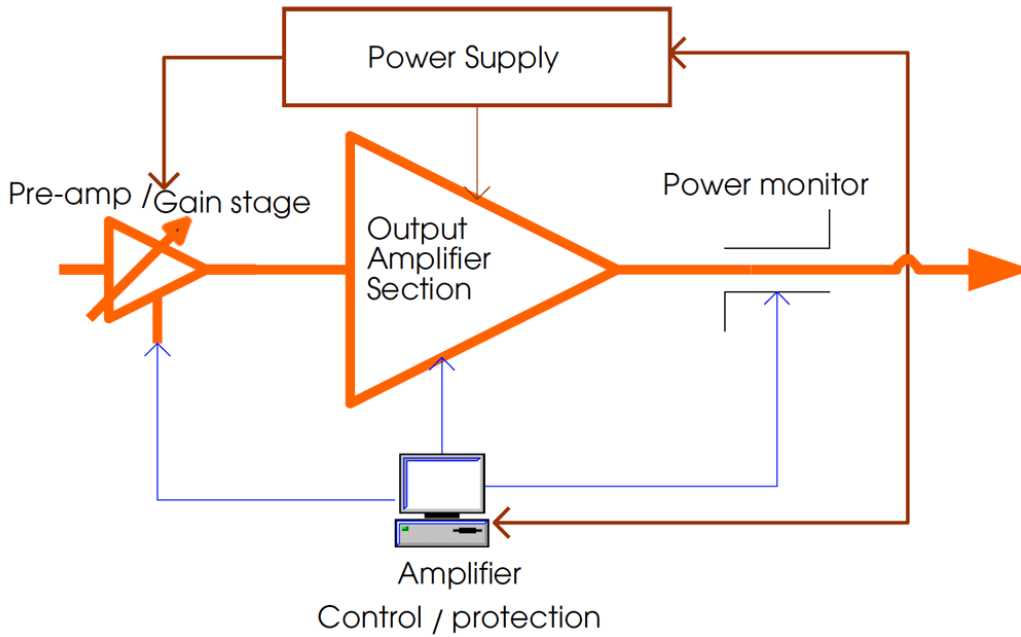 Power Supply
Pre-amp / Gain stage
Power monitor
Output
Amplifier
Section
Amplifier
Control / protection